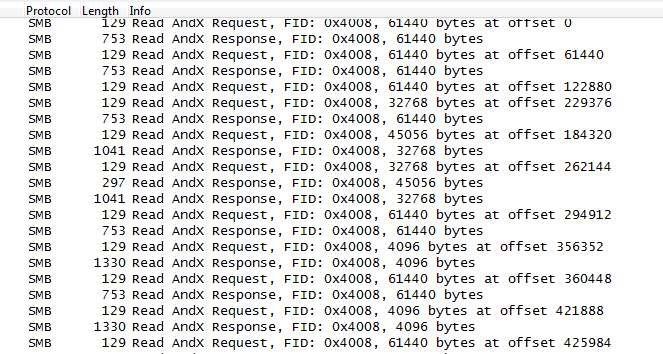 Protocol Length Info
SMB 129 Read AndX Request, FID: 0x4008, 61440 bytes at offset 0
SMB 753 Read AndX Response, FID: 0x4008, 61440 bytes
SMB 129 Read AndX Request, FID: 0x4008, 61440 bytes at offset 61440
SMB 753 Read AndX Response, FID: 0x4008, 61440 bytes
SMB 129 Read AndX Request, FID: 0x4008, 61440 bytes at offset 122880
SMB 129 Read AndX Request, FID: 0x4008, 32768 bytes at offset 229376
SMB 753 Read AndX Response, FID: 0x4008, 61440 bytes
SMB 129 Read AndX Request, FID: 0x4008, 45056 bytes at offset 184320
SMB 1041 Read AndX Response, FID: 0x4008, 32768 bytes
SMB 129 Read AndX Request, FID: 0x4008, 32768 bytes at offset 262144
SMB 297 Read AndX Response, FID: 0x4008, 45056 bytes
SMB 1041 Read AndX Response, FID: 0x4008, 32768 bytes
SMB 129 Read AndX Request, FID: 0x4008, 61440 bytes at offset 294912
SMB 753 Read AndX Response, FID: 0x4008, 61440 bytes
SMB 129 Read AndX Request, FID: 0x4008, 4096 bytes at offset 356352
SMB 1330 Read AndX Response, FID: 0x4008, 4096 bytes
SMB 129 Read AndX Request, FID: 0x4008, 61440 bytes at offset 360448
SMB 753 Read AndX Response, FID: 0x4008, 61440 bytes
SMB 129 Read AndX Request, FID: 0x4008, 4096 bytes at offset 421888
SMB 1330 Read AndX Response, FID: 0x4008, 4096 bytes
SMB 129 Read AndX Request, FID: 0x4008, 61440 bytes at offset 425984